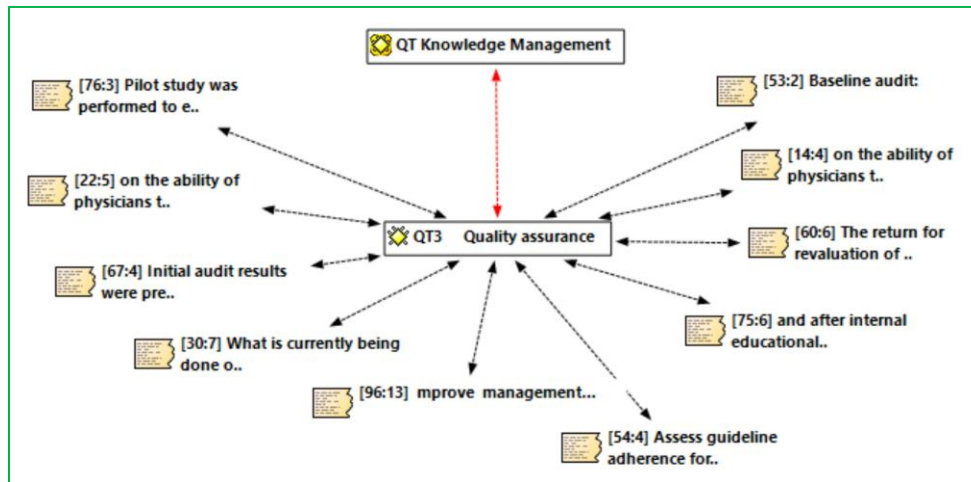 QT Knowledge Management
[76:3] Pilot study was
performed to e..
[53:2] Baseline audit:
[14:4] on the ability of
physicians t..
[22:5] on the ability of
physicians t..
QT3 Quality assurance
[60:6] The return for
revaluation of ..
[67:4] Initial audit results
were pre..
[75:6] and after internal
educational..
[30:7] What is currently being
done o..
[96:13] mprove management...
[54:4] Assess guideline
adherence for..